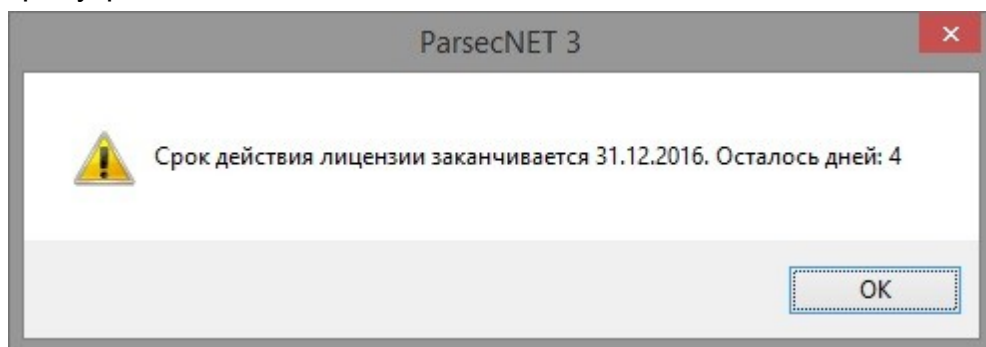 ParsecNET 3
Срок действия лицензии заканчивается 31.12.2016. Осталось дней: 4
OK